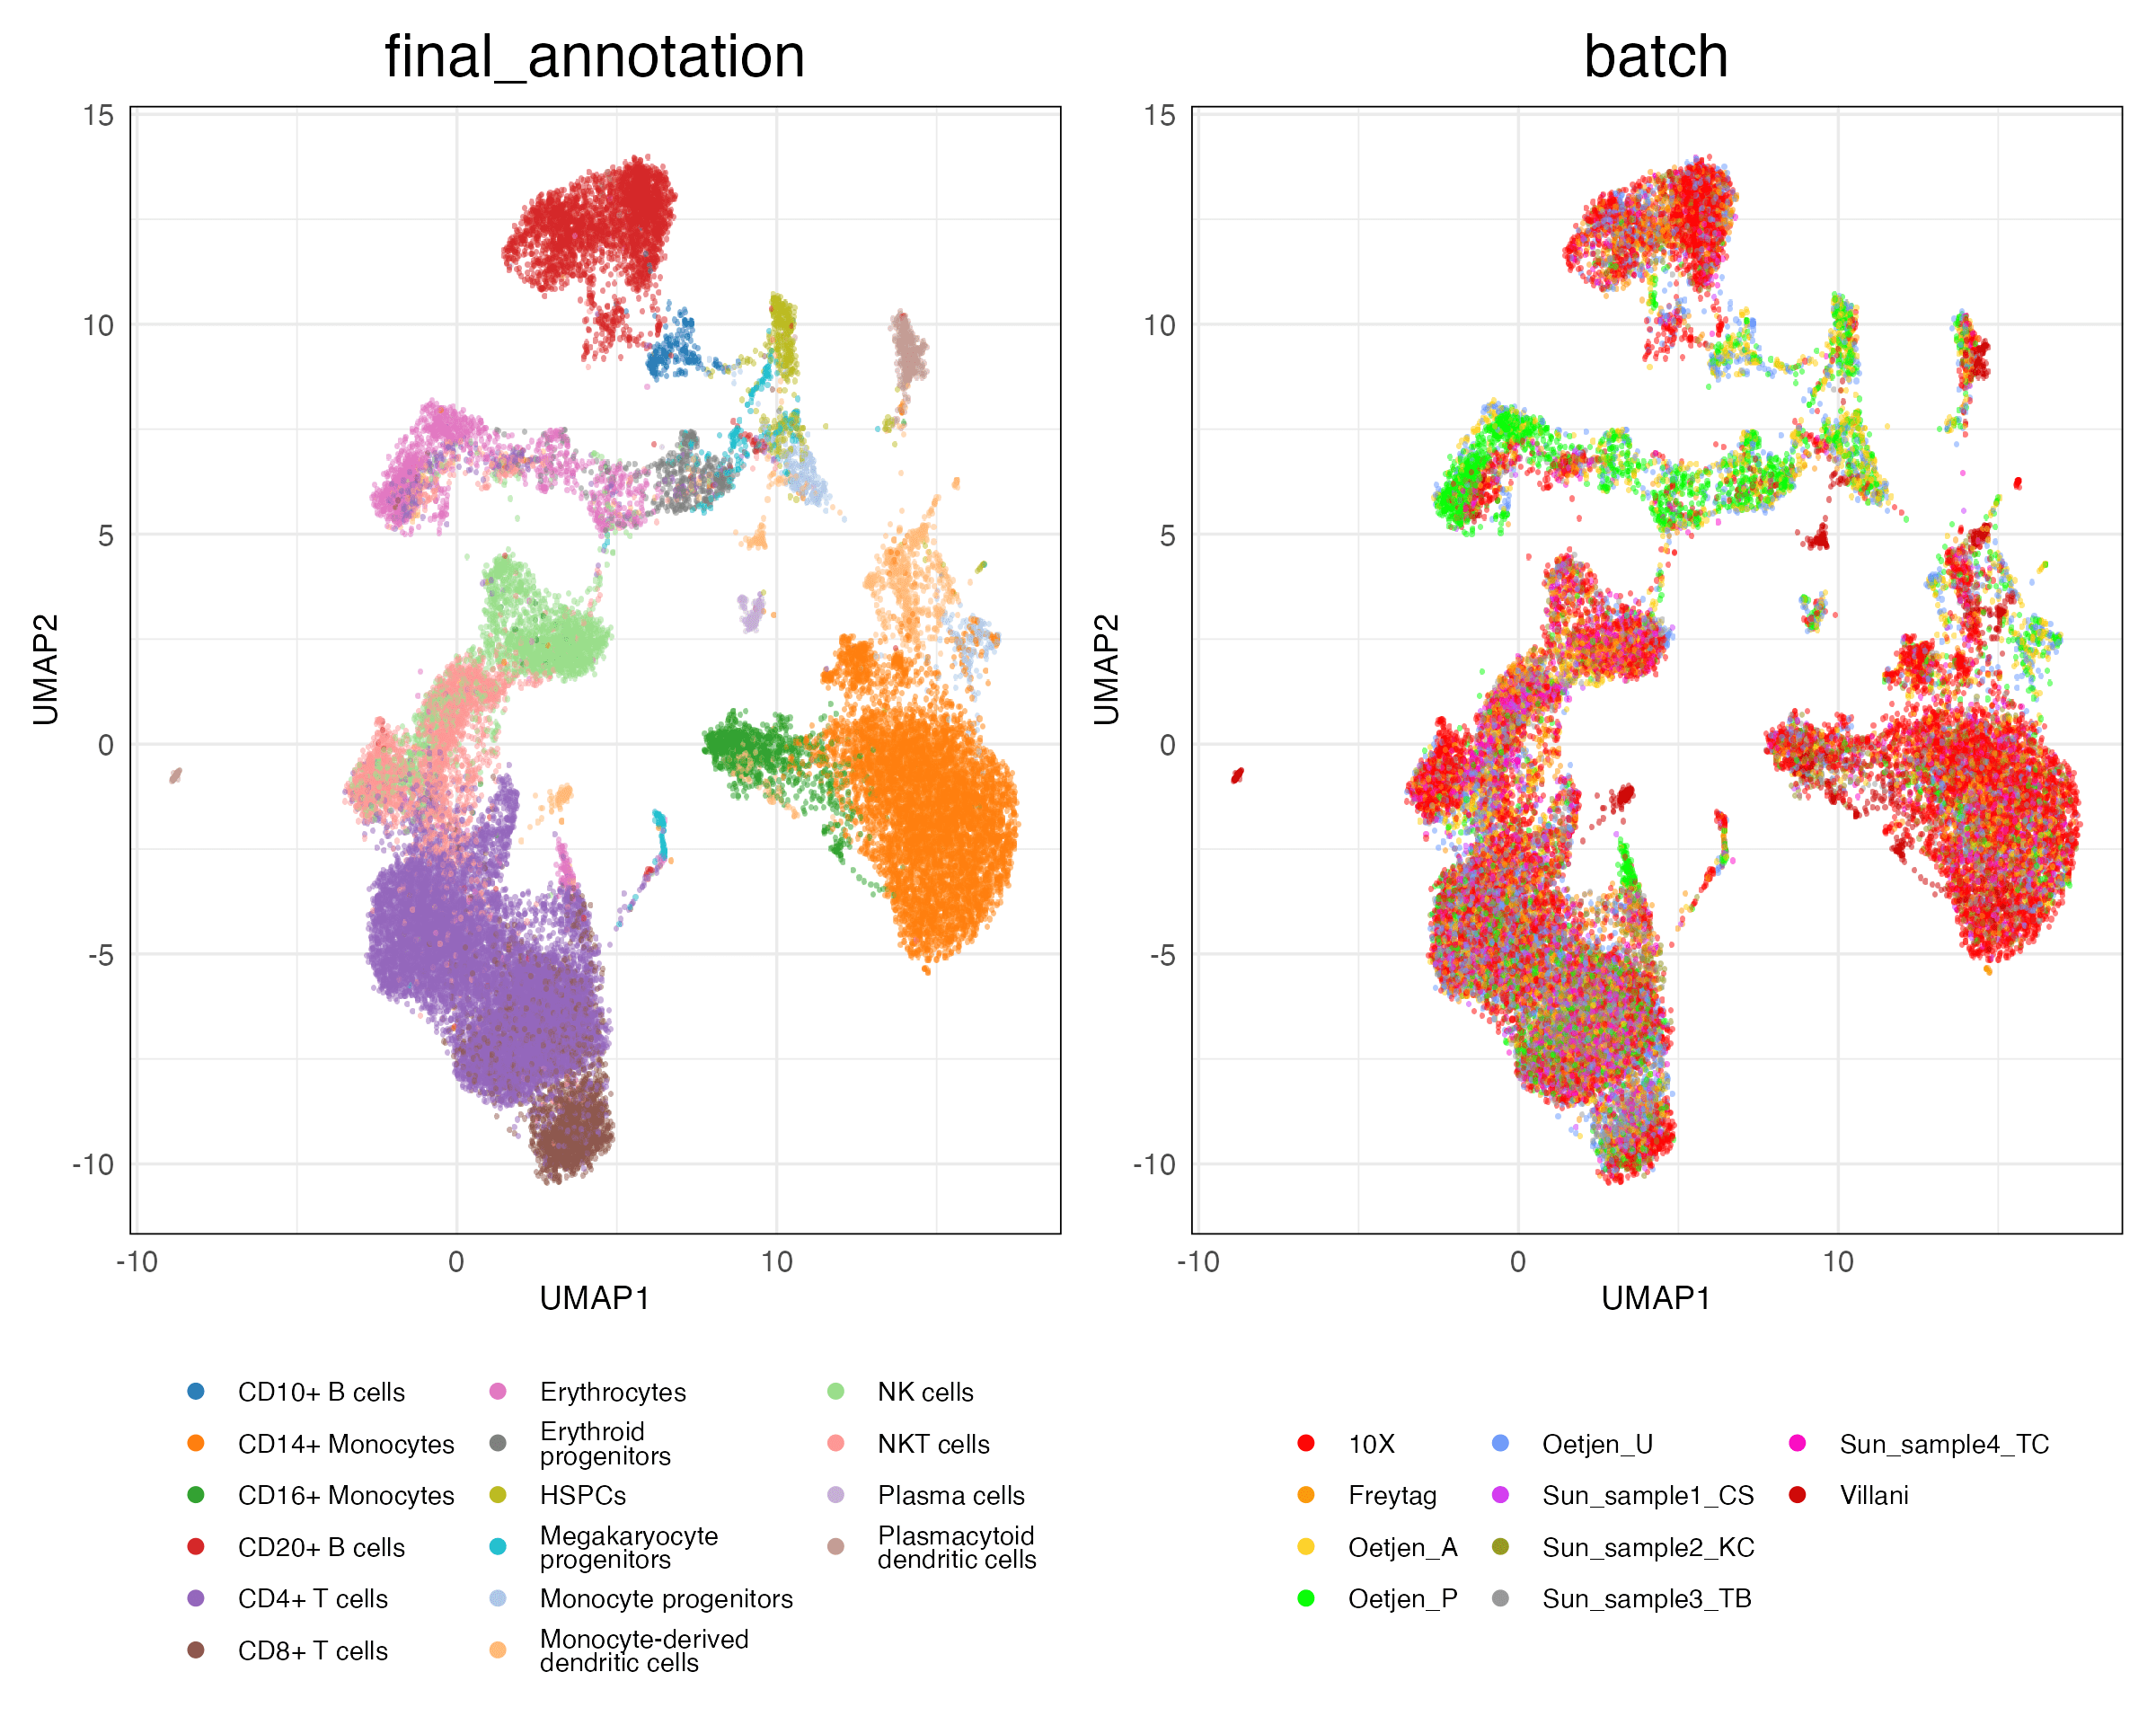 final_annotation
batch
15
10
5
0
-5
-10
UMAP2
-10
0
10
UMAP1
15
10
5
0
-5
-10
UMAP2
-10
0
10
UMAP1
CD10+ B cells
CD14+ Monocytes
CD16+ Monocytes
CD20+ B cells
CD4+ T cells
CD8+ T cells
Erythrocytes
Erythroid
progenitors
HSPCs
Megakaryocyte
progenitors
Monocyte progenitors
Monocyte-derived
dendritic cells
NK cells
NKT cells
Plasma cells
Plasmacytoid
dendritic cells
10X
Freytag
Oetjen_A
Oetjen_P
Oetjen_U
Sun_sample1_CS
Sun_sample2_KC
Sun_sample3_TB
Sun_sample4_TC
Villani